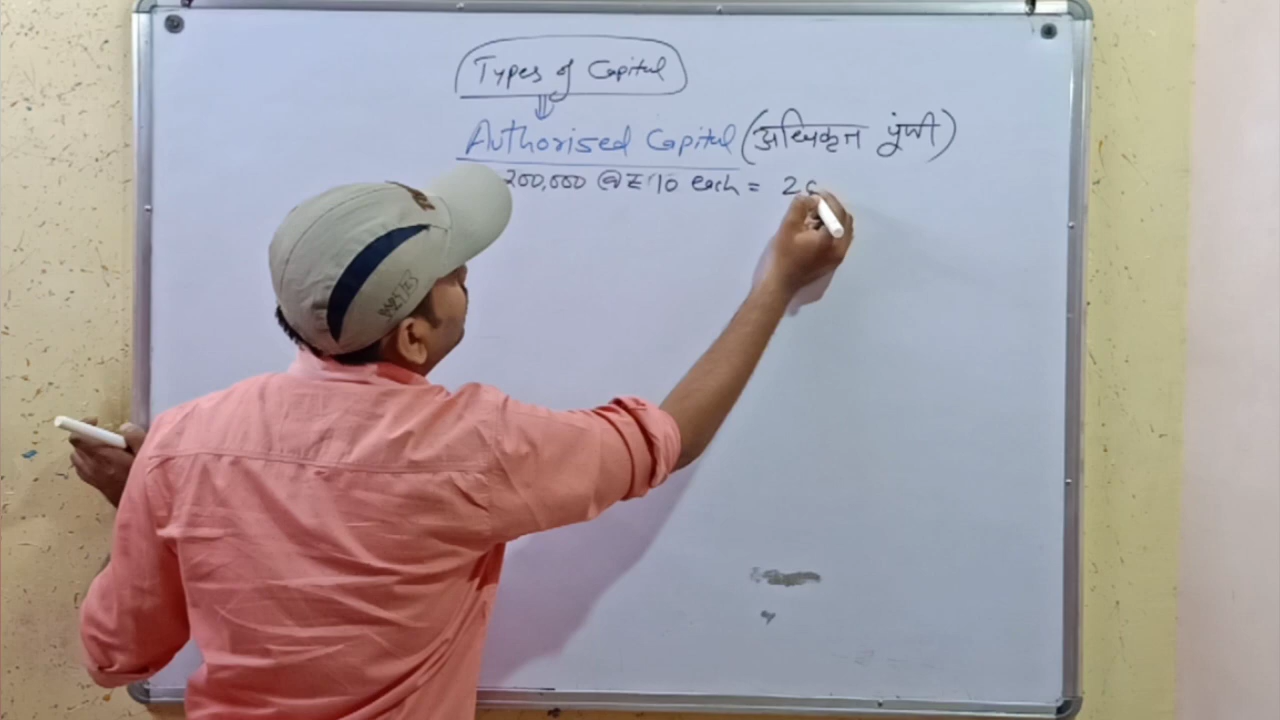 Types of Capital
Authorised Capital (अधिकृत पूंजी)
200,000 @ ₹ 10 each = 20